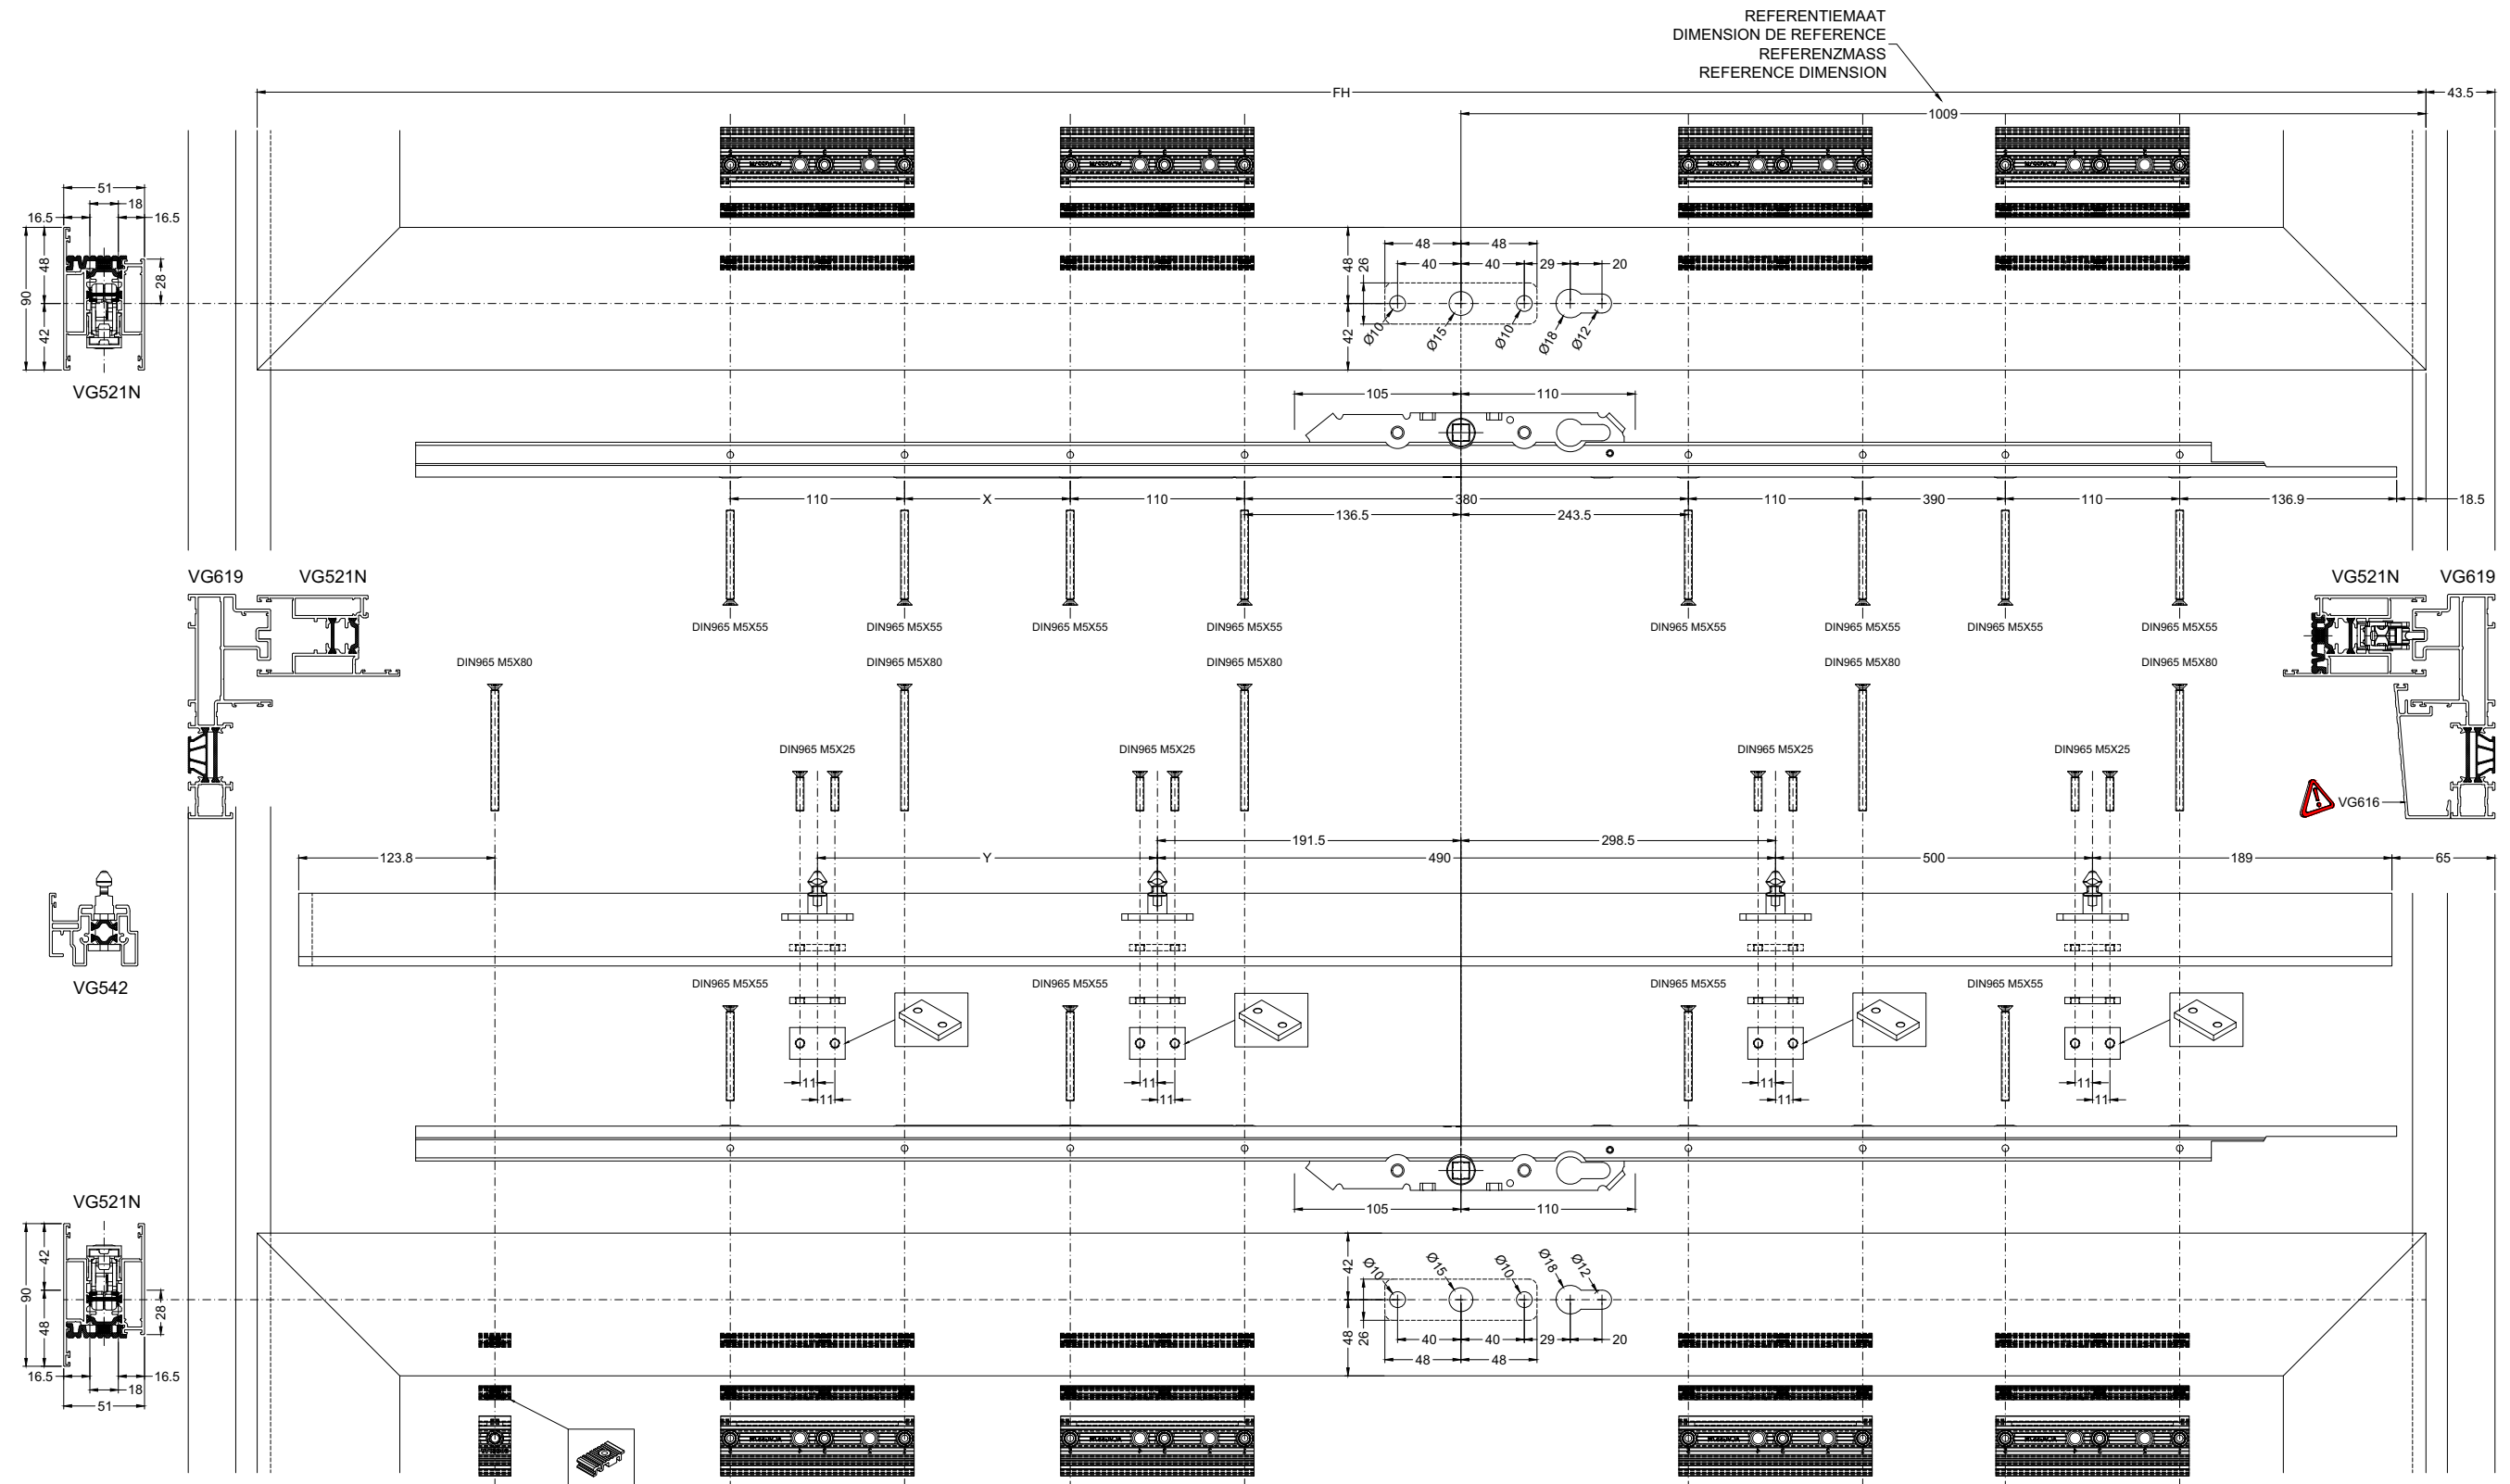 REFERENTIEMAAT
DIMENSION DE REFERENCE
REFERENZMASS
REFERENCE DIMENSION
FH
43.5
1009
51
18
16.5
16.5
48
90
28
42
VG521N
48
48
40
40
29
20
48
26
42
Ø10
Ø15
Ø10
Ø18
Ø12
105
110
110
X
110
380
110
390
110
136.9
18.5
136.5
243.5
VG619
VG521N
VG521N
VG619
DIN965 M5X55
DIN965 M5X55
DIN965 M5X55
DIN965 M5X55
DIN965 M5X55
DIN965 M5X55
DIN965 M5X55
DIN965 M5X55
DIN965 M5X80
DIN965 M5X80
DIN965 M5X80
DIN965 M5X80
DIN965 M5X80
DIN965 M5X25
DIN965 M5X25
DIN965 M5X25
DIN965 M5X25
VG616
191.5
298.5
123.8
Y
490
500
189
65
VG542
DIN965 M5X55
DIN965 M5X55
DIN965 M5X55
DIN965 M5X55
11
11
11
11
11
11
11
11
VG521N
105
110
42
90
28
48
16.5
16.5
18
51
42
48
26
Ø10
Ø15
Ø10
Ø18
Ø12
40
40
29
20
48
48